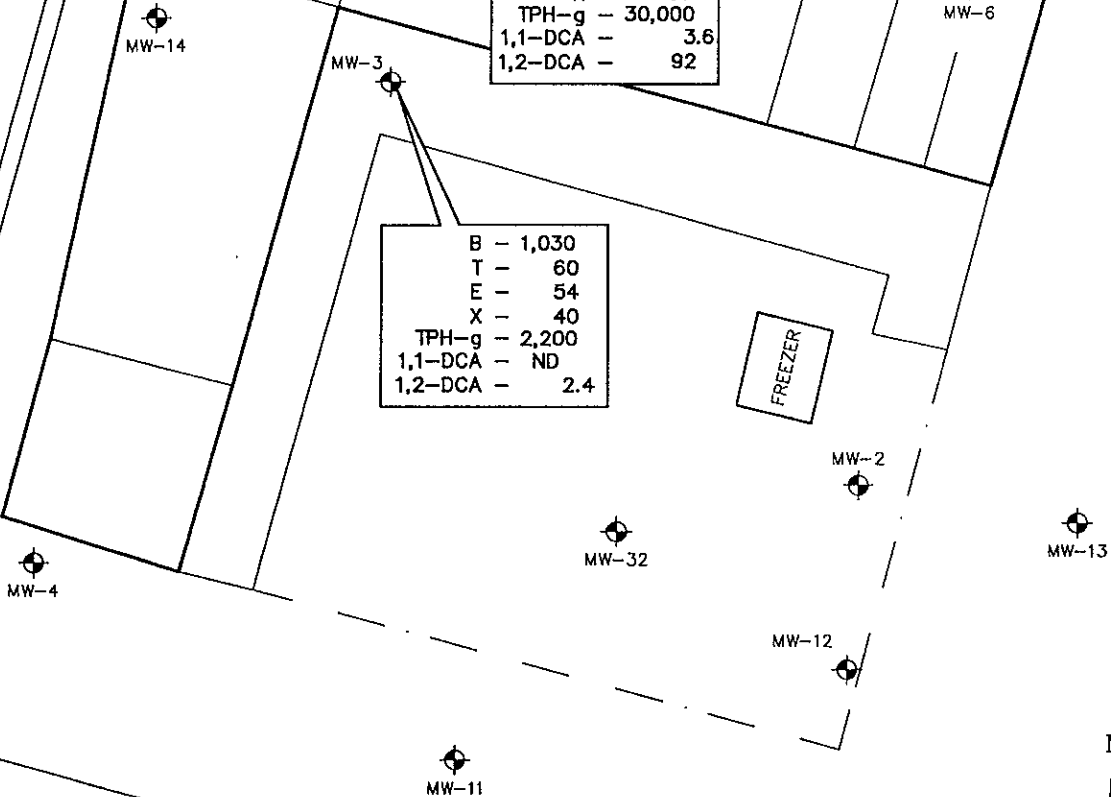 TPH-g - 30,000
1,1-DCA - 3.6
1,2-DCA - 92
MW-6
MW-14
MW-3
B - 1,030
T - 60
E - 54
X - 40
TPH-g - 2,200
1,1-DCA - ND
1,2-DCA - 2.4
FREEZER
MW-2
MW-32
MW-13
MW-4
MW-12
MW-11